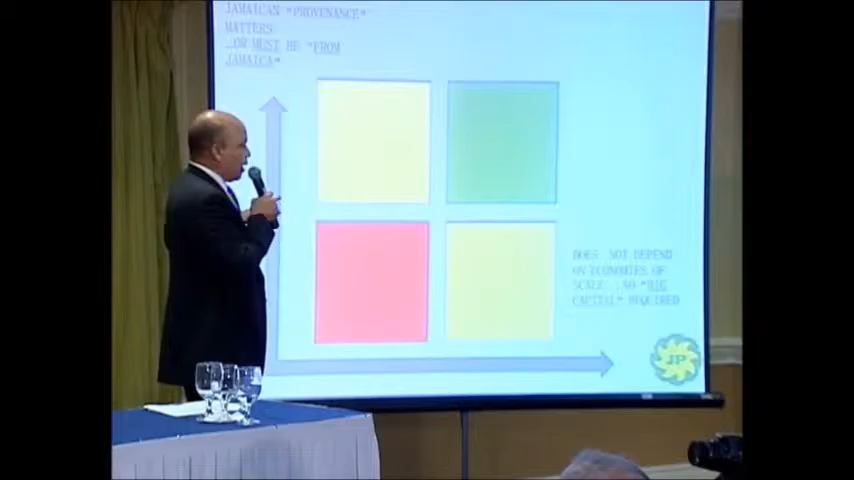 JAMAICAN "PROVENANCE"
MATTERS
…OR MUST BE "FROM
JAMAICA"
DOES NOT DEPEND
ON ECONOMIES OF
SCALE...SO "BIG
CAPITAL" REQUIRED
JP